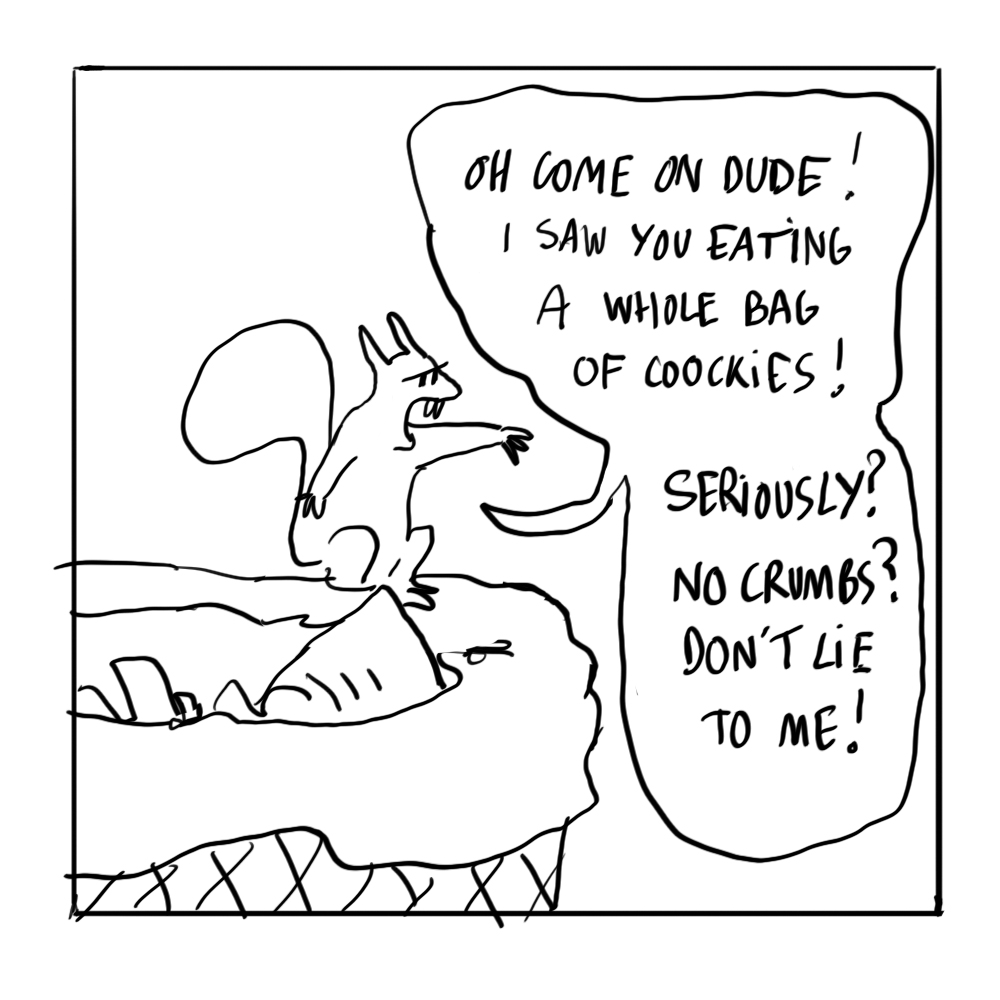 OH COME ON DUDE!
I SAW YOU EATING
A WHOLE BAG
OF COOCKIES!
SERIOUSLY?
NO CRUMBS?
DON'T LIE
TO ME!